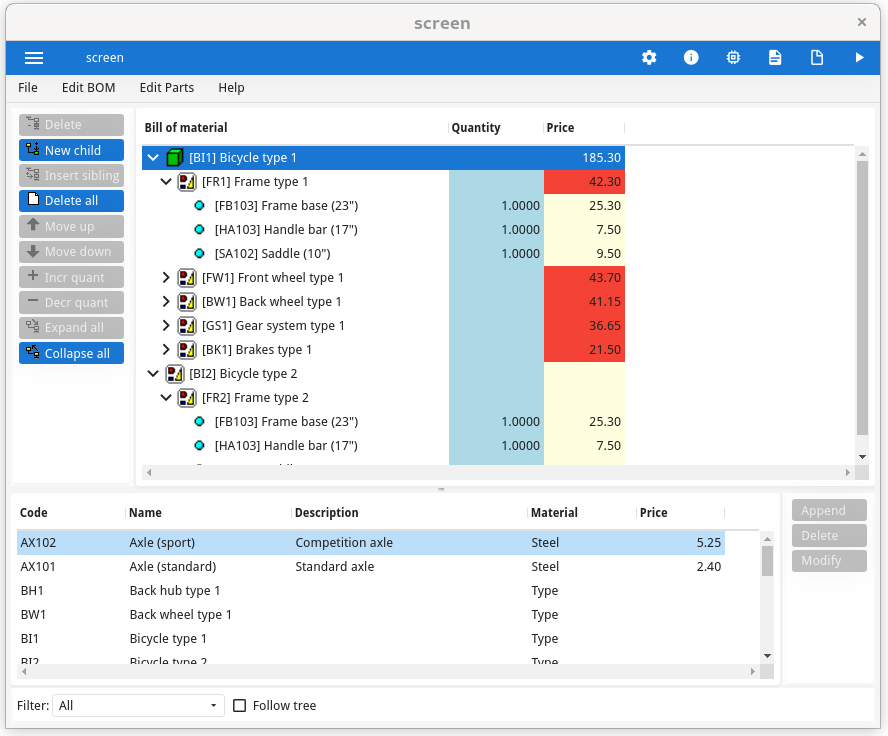 screen
screen
File Edit BOM Edit Parts Help
Delete
New child
Insert sibling
Delete all
Move up
Move down
Incr quant
Decr quant
Expand all
Collapse all
Bill of material Quantity Price
[BI1] Bicycle type 1 185.30
[FR1] Frame type 1 42.30
[FB103] Frame base (23") 1.0000 25.30
[HA103] Handle bar (17") 1.0000 7.50
[SA102] Saddle (10") 1.0000 9.50
[FW1] Front wheel type 1 43.70
[BW1] Back wheel type 1 41.15
[GS1] Gear system type 1 36.65
[BK1] Brakes type 1 21.50
[BI2] Bicycle type 2
[FR2] Frame type 2
[FB103] Frame base (23") 1.0000 25.30
[HA103] Handle bar (17") 1.0000 7.50
Code Name Description Material Price
AX102 Axle (sport) Competition axle Steel 5.25
AX101 Axle (standard) Standard axle Steel 2.40
BH1 Back hub type 1 Type
BW1 Back wheel type 1 Type
BI1 Bicycle type 1 Type
BI2 Bicycle type 2 Type
Append
Delete
Modify
Filter: All Follow tree